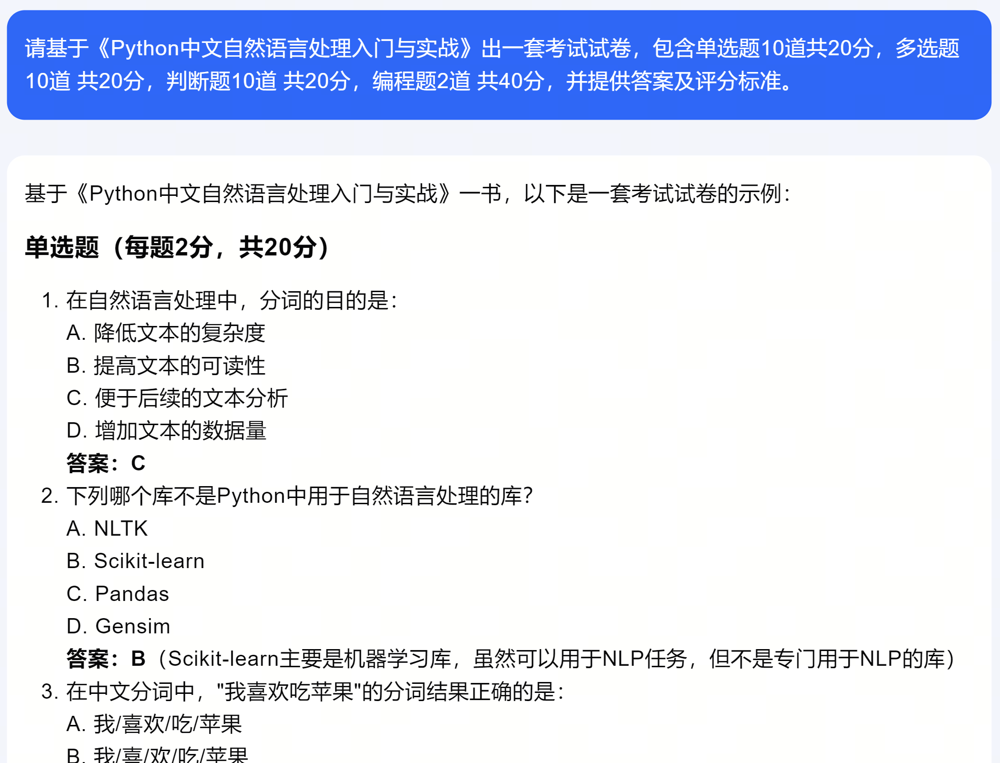 请基于《Python中文自然语言处理入门与实战》出一套考试试卷，包含单选题10道共20分，多选题
10道 共20分，判断题10道 共20分，编程题2道 共40分，并提供答案及评分标准。
基于《Python中文自然语言处理入门与实战》一书，以下是一套考试试卷的示例：
单选题（每题2分，共20分）
1. 在自然语言处理中，分词的目的是：
A. 降低文本的复杂度
B. 提高文本的可读性
C. 便于后续的文本分析
D. 增加文本的数据量
答案：C
2. 下列哪个库不是Python中用于自然语言处理的库？
A. NLTK
B. Scikit-learn
C. Pandas
D. Gensim
答案：B（Scikit-learn主要是机器学习库，虽然可以用于NLP任务，但不是专门用于NLP的库）
3. 在中文分词中，"我喜欢吃苹果"的分词结果正确的是：
A. 我/喜欢/吃/苹果
B. 我/喜/欢/吃/苹果